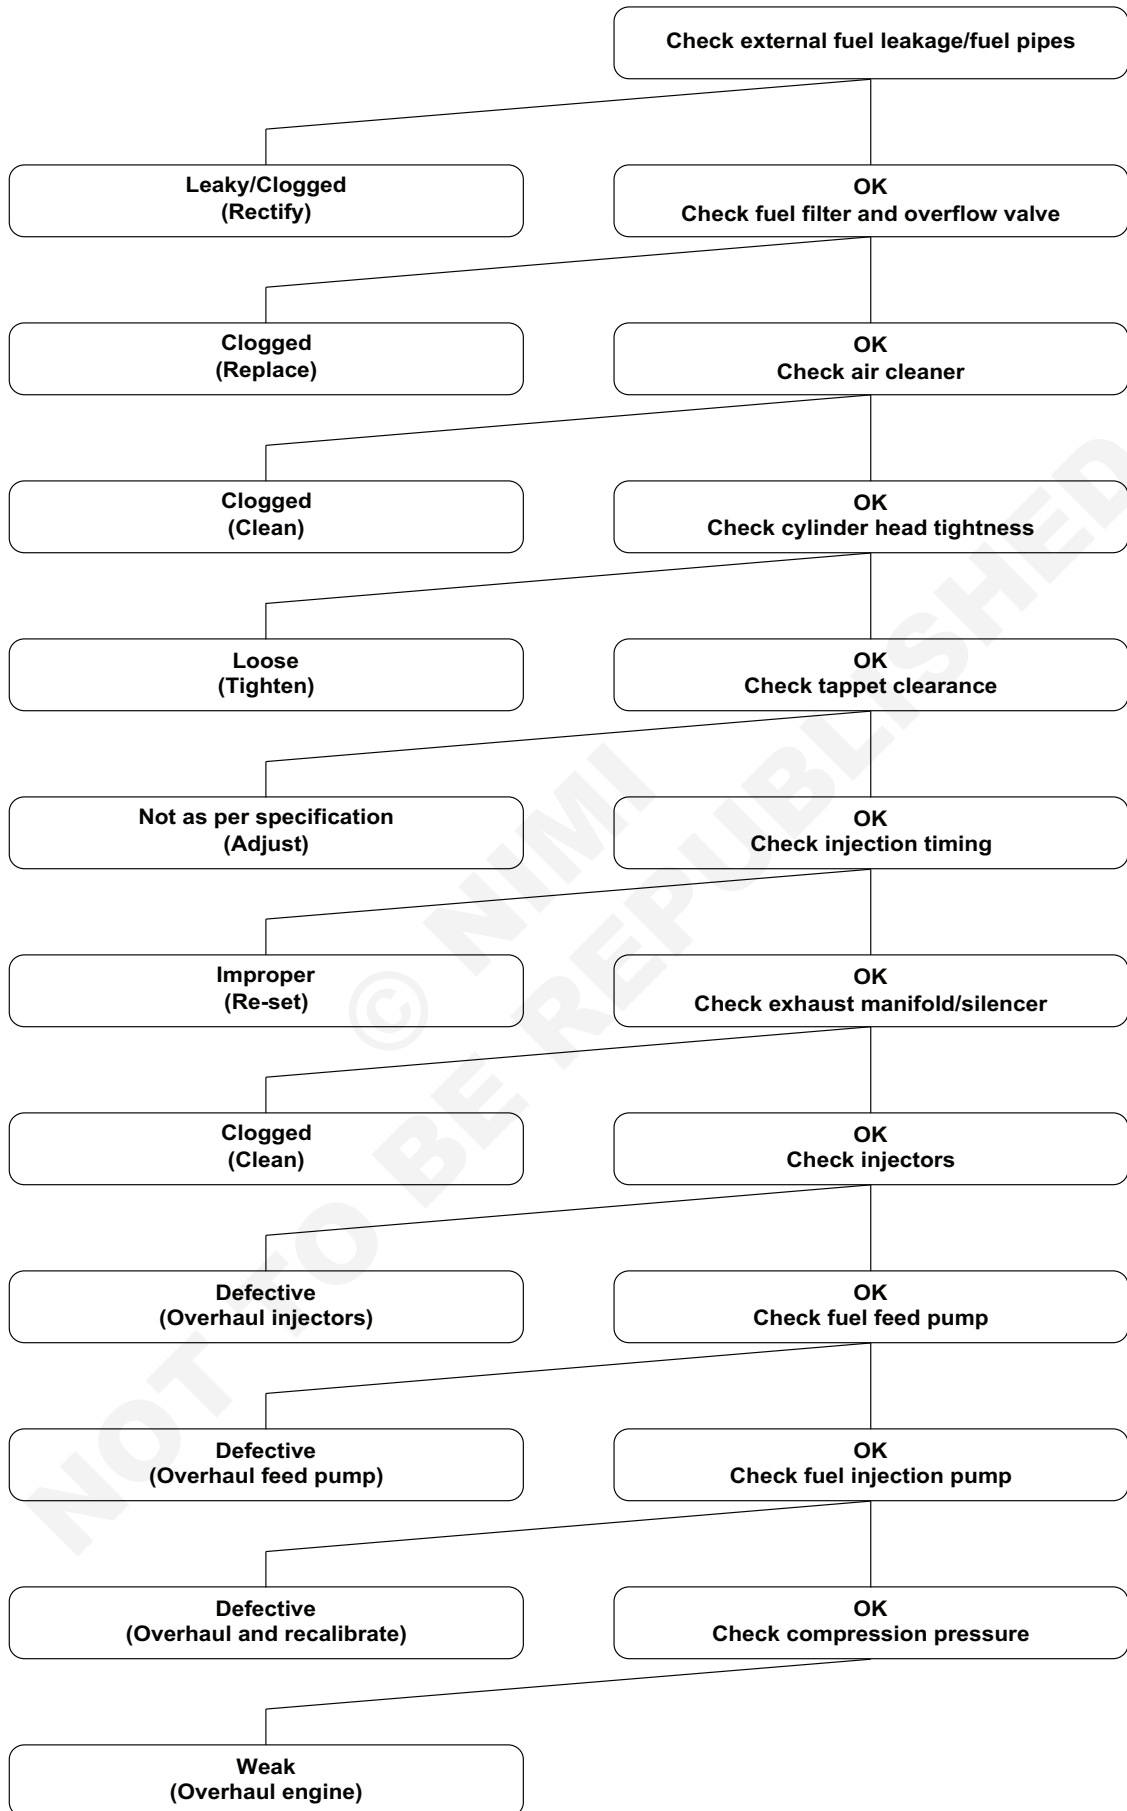 Check external fuel leakage/fuel pipes
Leaky/Clogged
(Rectify)
OK
Check fuel filter and overflow valve
Clogged
(Replace)
OK
Check air cleaner
Clogged
(Clean)
OK
Check cylinder head tightness
Loose
(Tighten)
OK
Check tappet clearance
Not as per specification
(Adjust)
OK
Check injection timing
Improper
(Re-set)
OK
Check exhaust manifold/silencer
Clogged
(Clean)
OK
Check injectors
Defective
(Overhaul injectors)
OK
Check fuel feed pump
Defective
(Overhaul feed pump)
OK
Check fuel injection pump
Defective
(Overhaul and recalibrate)
OK
Check compression pressure
Weak
(Overhaul engine)
© NIMI
NOT TO BE REPUBLISHED